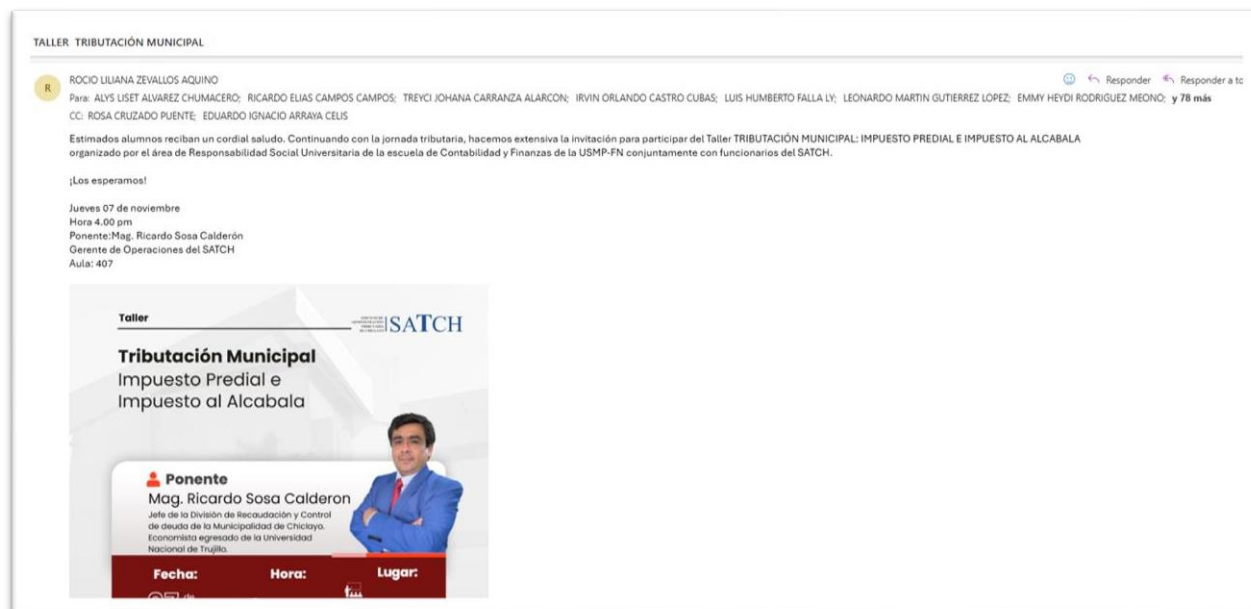 TALLER TRIBUTACIÓN MUNICIPAL
R
ROCIO LILIANA ZEVALLOS AQUINO
Responder
Responder a to
Para: ALYS LISET ALVAREZ CHUMACERO; RICARDO ELIAS CAMPOS CAMPOS; TREYCI JOHANA CARRANZA ALARCON; IRVIN ORLANDO CASTRO CUBAS; LUIS HUMBERTO FALLA LY; LEONARDO MARTIN GUTIERREZ LOPEZ; EMMY HEYDI RODRIGUEZ MEONO; y 78 más
CC: ROSA CRUZADO PUENTE; EDUARDO IGNACIO ARRAYA CELIS
Estimados alumnos reciban un cordial saludo. Continuando con la jornada tributaria, hacemos extensiva la invitación para participar del Taller TRIBUTACIÓN MUNICIPAL: IMPUESTO PREDIAL E IMPUESTO AL ALCABALA
organizado por el área de Responsabilidad Social Universitaria de la escuela de Contabilidad y Finanzas de la USMP-FN conjuntamente con funcionarios del SATCH.
¡Los esperamos!
Jueves 07 de noviembre
Hora 4.00 pm
Ponente:Mag. Ricardo Sosa Calderón
Gerente de Operaciones del SATCH
Aula: 407
Taller
SATCH
Tributación Municipal
Impuesto Predial e
Impuesto al Alcabala
Ponente
Mag. Ricardo Sosa Calderon
Jefe de la División de Recaudación y Control
de deuda de la Municipalidad de Chiclayo.
Economista egresado de la Universidad
Nacional de Trujillo.
Fecha: Hora: Lugar:
de